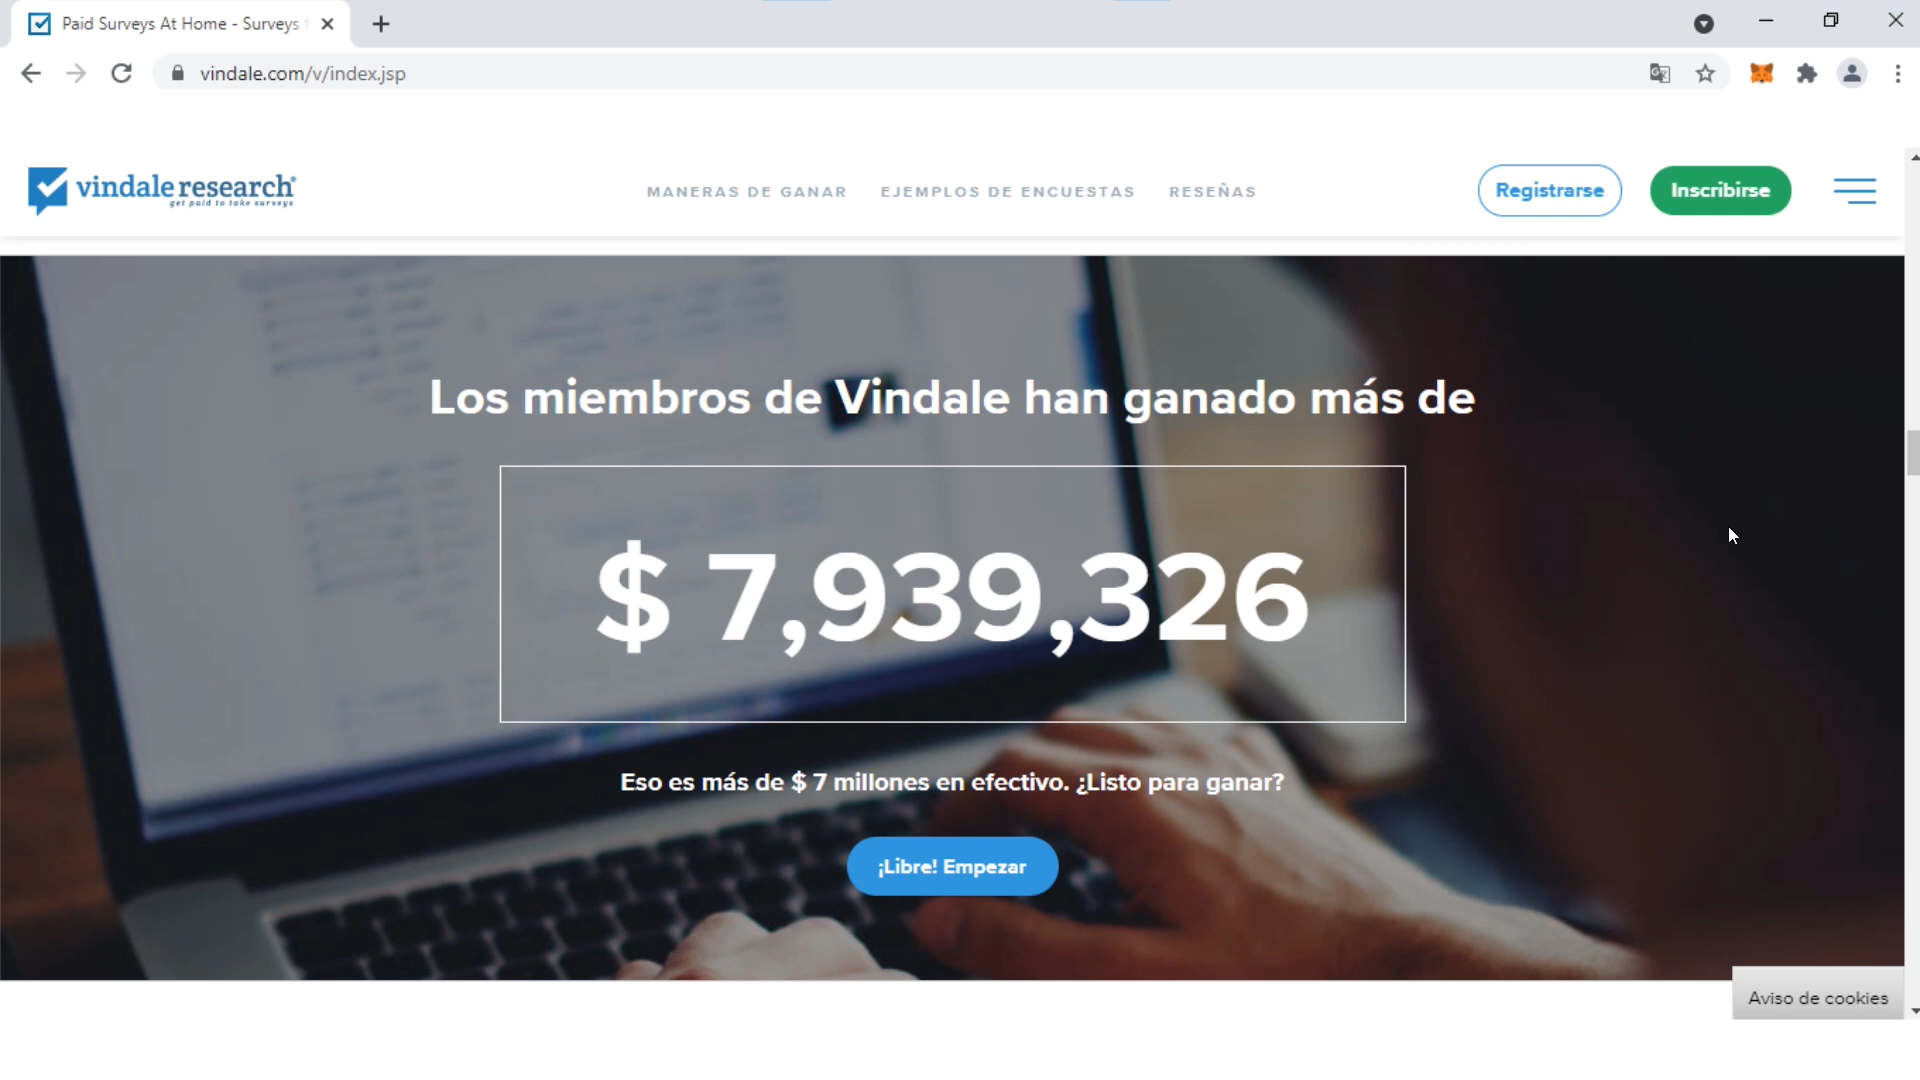 Paid Surveys At Home - Surveys
vindale.com/v/index.jsp
vindale research®
get paid to take surveys
MANERAS DE GANAR
EJEMPLOS DE ENCUESTAS
RESEÑAS
Registrarse
Inscribirse
Los miembros de Vindale han ganado más de
$ 7,939,326
Eso es más de $ 7 millones en efectivo. ¿Listo para ganar?
¡Libre! Empezar
Aviso de cookies